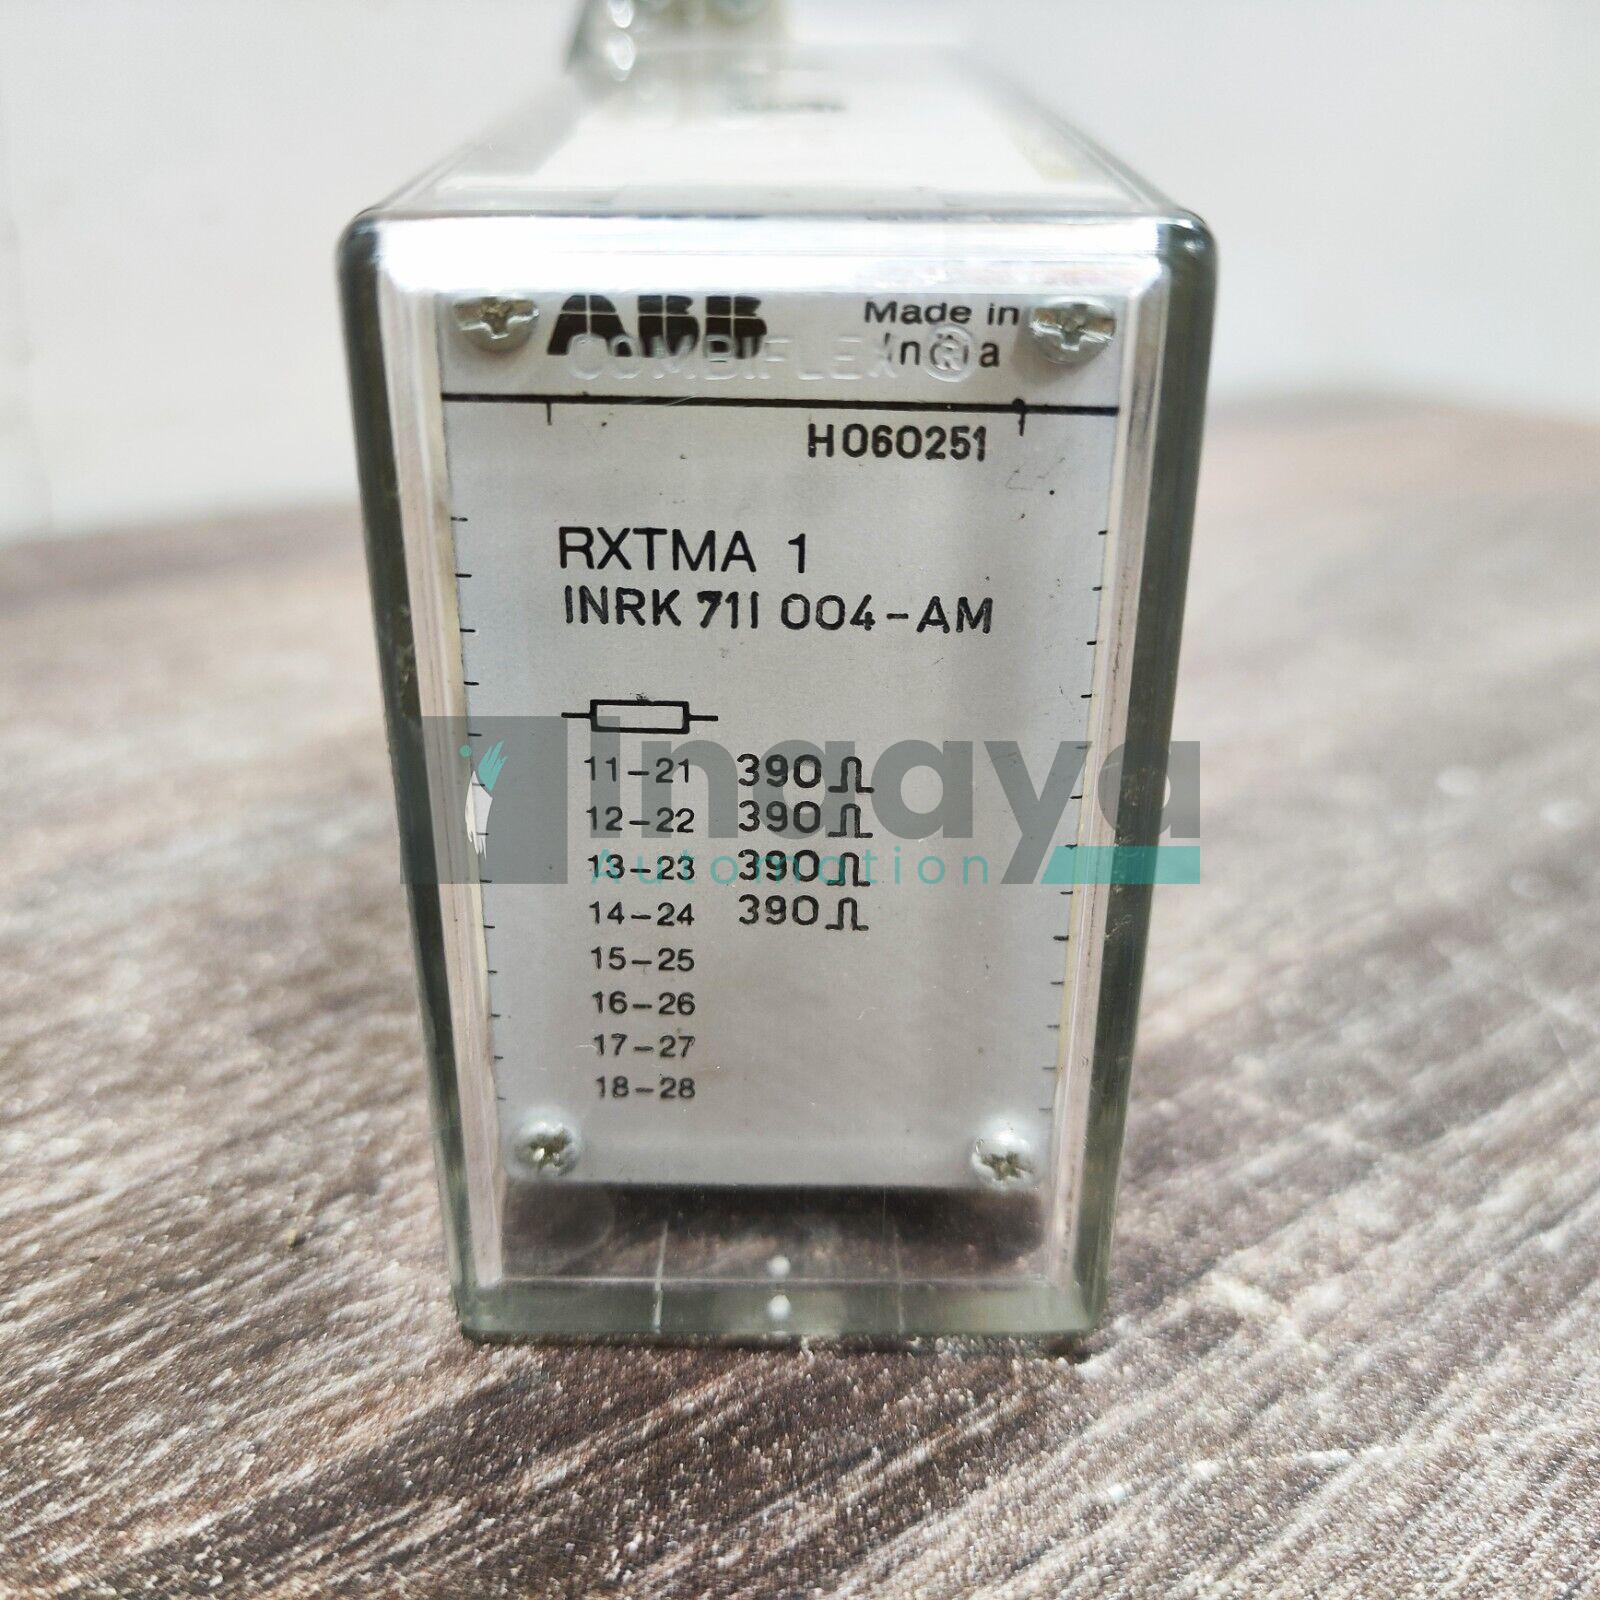 ABB
Made in
India
COMBIFLEX ®
H060251
RXTMA 1
INRK 711 004-AM
11-21 390Ω
12-22 390Ω
13-23 390Ω
14-24 390Ω
15-25
16-26
17-27
18-28
Inaaya
Automation